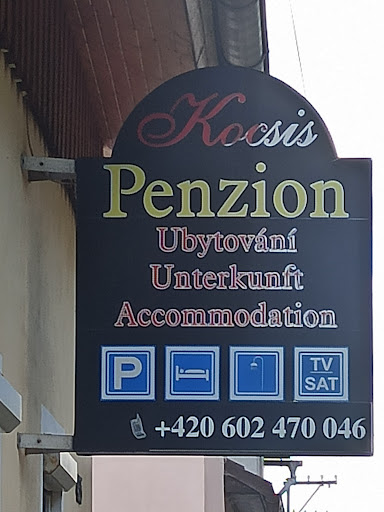 Kocsis
Penzion
Ubytování
Unterkunft
Accommodation
P
TV
SAT
+420 602 470 046